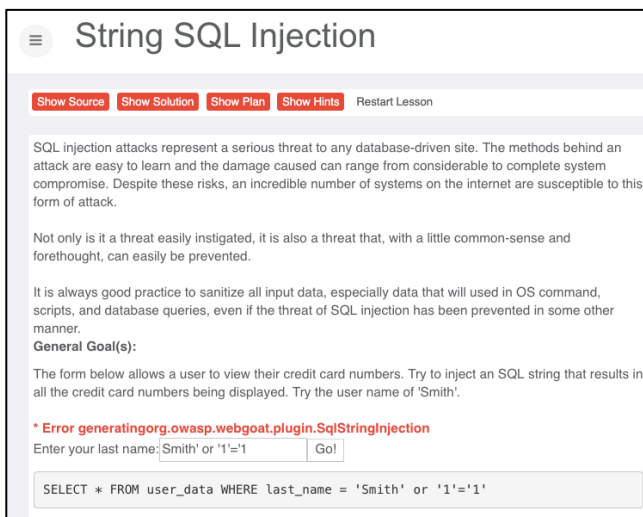 String SQL Injection
Show Source Show Solution Show Plan Show Hints Restart Lesson
SQL injection attacks represent a serious threat to any database-driven site. The methods behind an
attack are easy to learn and the damage caused can range from considerable to complete system
compromise. Despite these risks, an incredible number of systems on the internet are susceptible to this
form of attack.
Not only is it a threat easily instigated, it is also a threat that, with a little common-sense and
forethought, can easily be prevented.
It is always good practice to sanitize all input data, especially data that will used in OS command,
scripts, and database queries, even if the threat of SQL injection has been prevented in some other
manner.
General Goal(s):
The form below allows a user to view their credit card numbers. Try to inject an SQL string that results in
all the credit card numbers being displayed. Try the user name of 'Smith'.
* Error generatingorg.owasp.webgoat.plugin.SqlStringInjection
Enter your last name: Smith' or '1'='1 Go!
SELECT * FROM user_data WHERE last_name = 'Smith' or '1'='1'